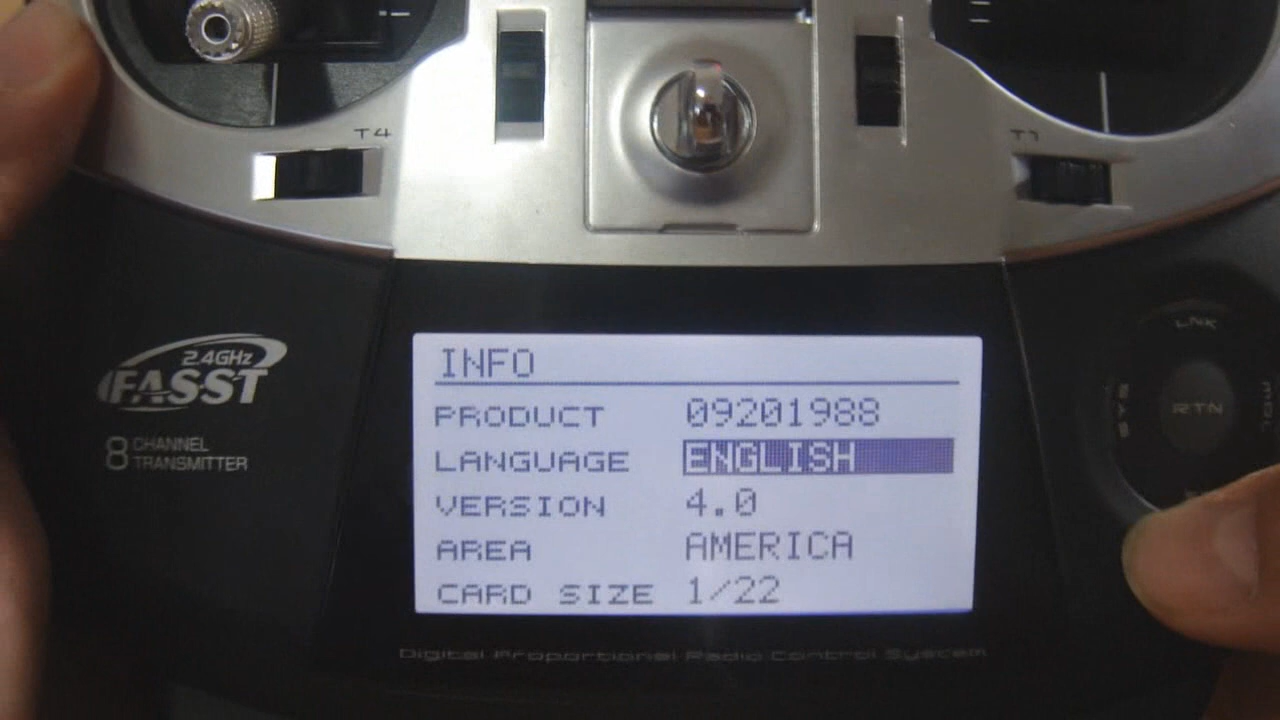 T4
T1
INFO
PRODUCT 09201988
LANGUAGE ENGLISH
VERSION 4.0
AREA AMERICA
CARD SIZE 1/22
2.4GHz
FASST
8 CHANNEL
TRANSMITTER
LNK
SYS
RTN
Digital Proportional Radio Control System